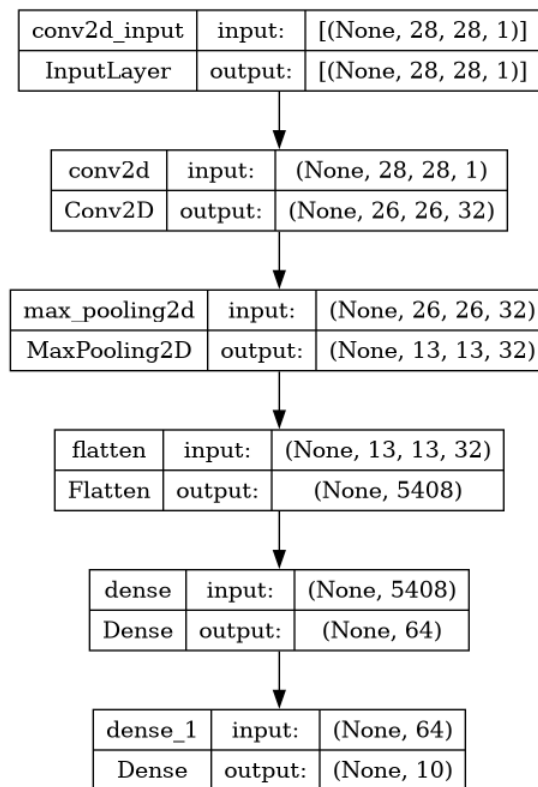 conv2d_input input: [(None, 28, 28, 1)]
InputLayer output: [(None, 28, 28, 1)]
conv2d input: (None, 28, 28, 1)
Conv2D output: (None, 26, 26, 32)
max_pooling2d input: (None, 26, 26, 32)
MaxPooling2D output: (None, 13, 13, 32)
flatten input: (None, 13, 13, 32)
Flatten output: (None, 5408)
dense input: (None, 5408)
Dense output: (None, 64)
dense_1 input: (None, 64)
Dense output: (None, 10)